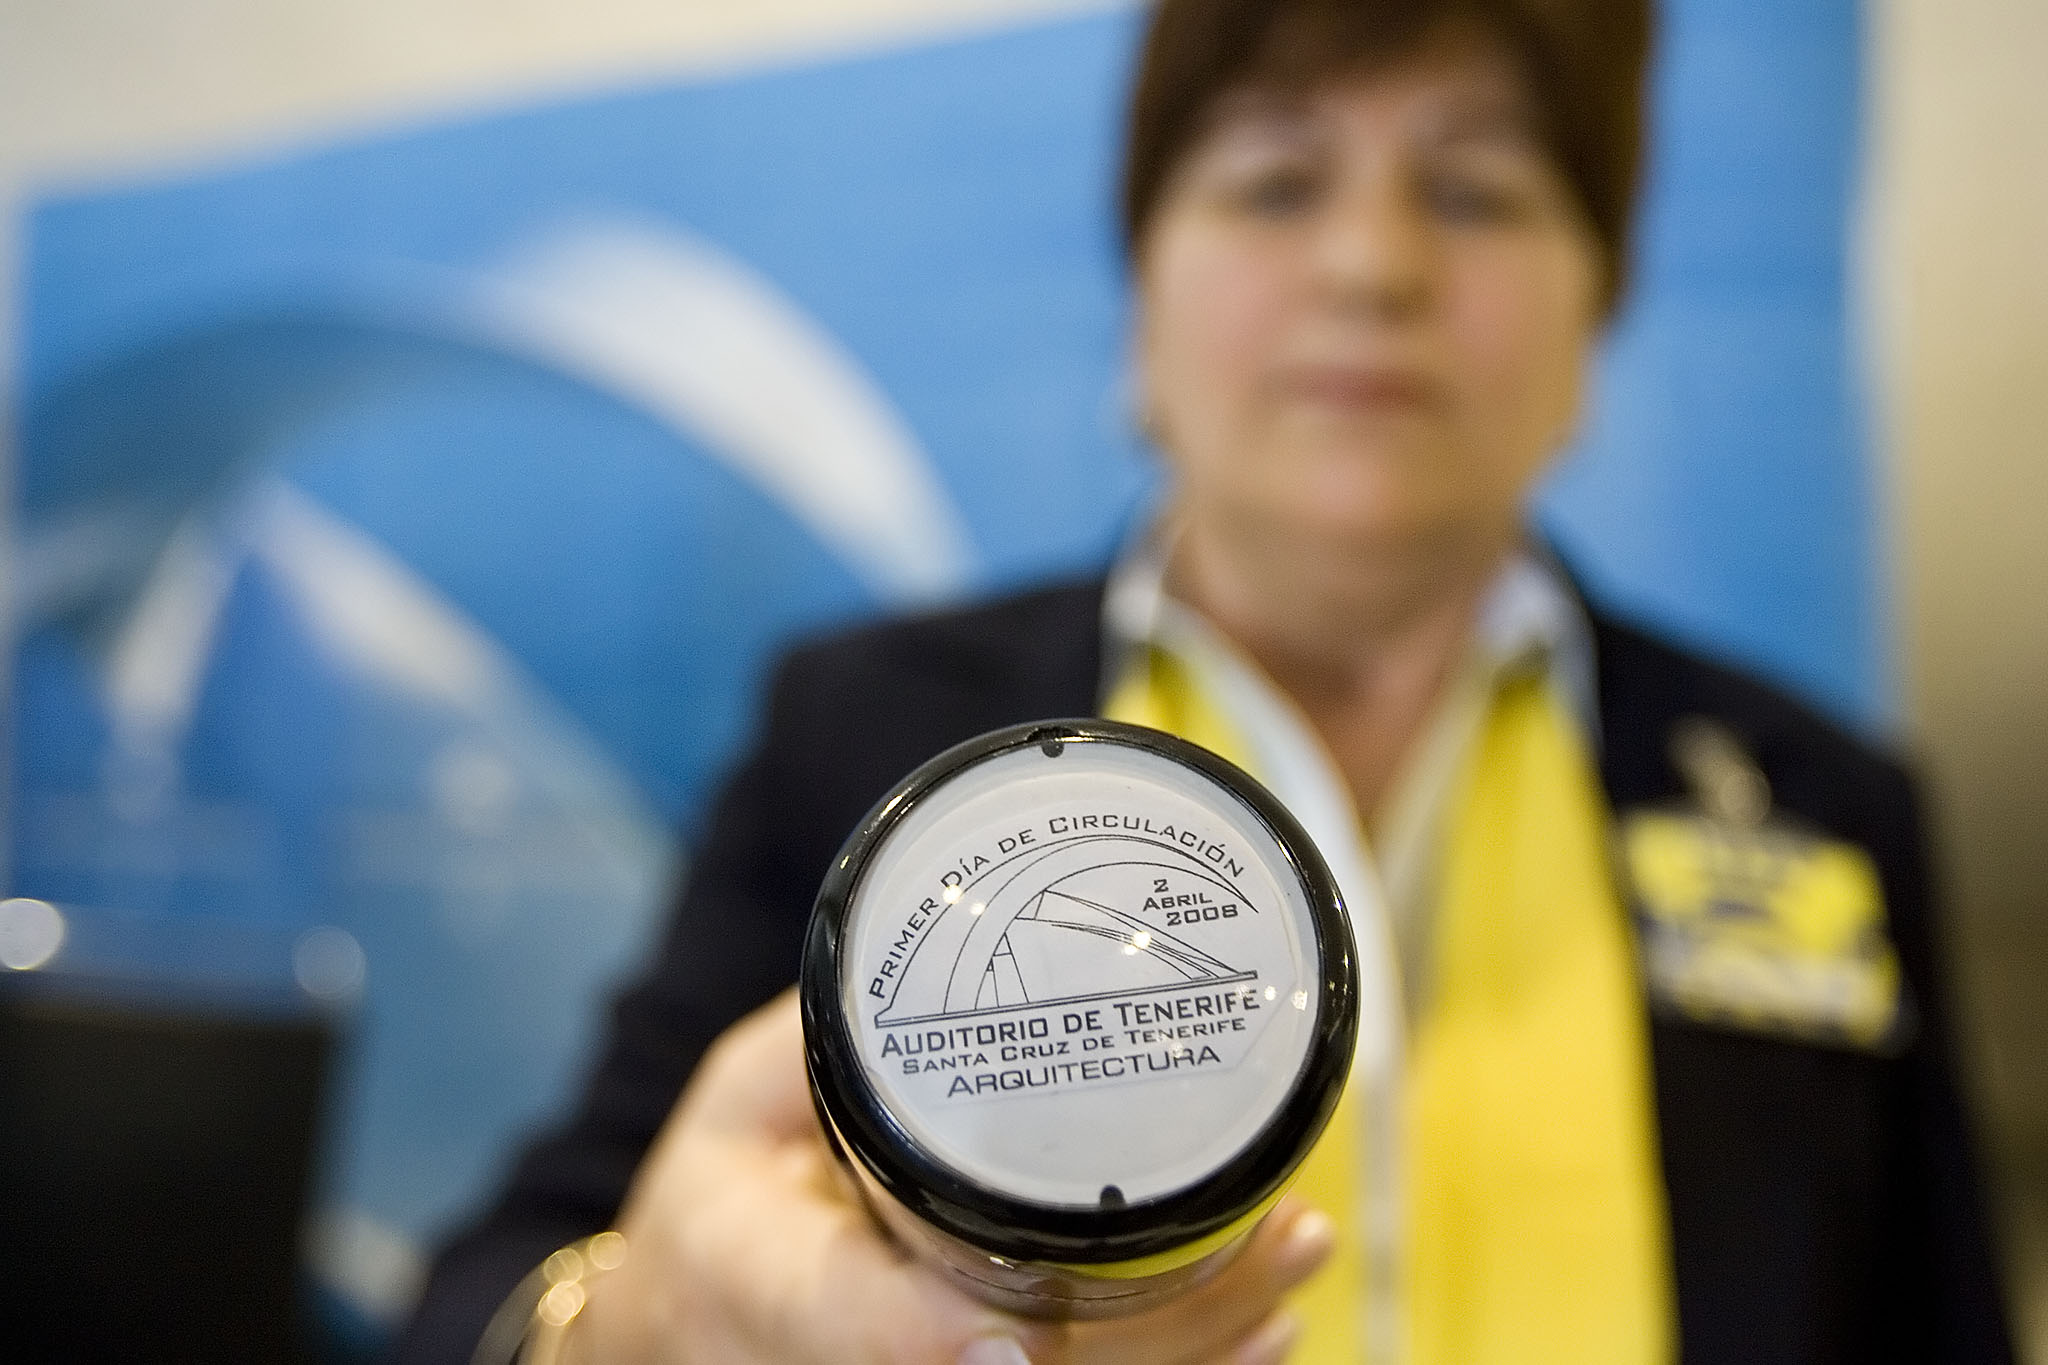 Primer Día de Circulación
2
Abril
2008
Auditorio de Tenerife
Santa Cruz de Tenerife
Arquitectura